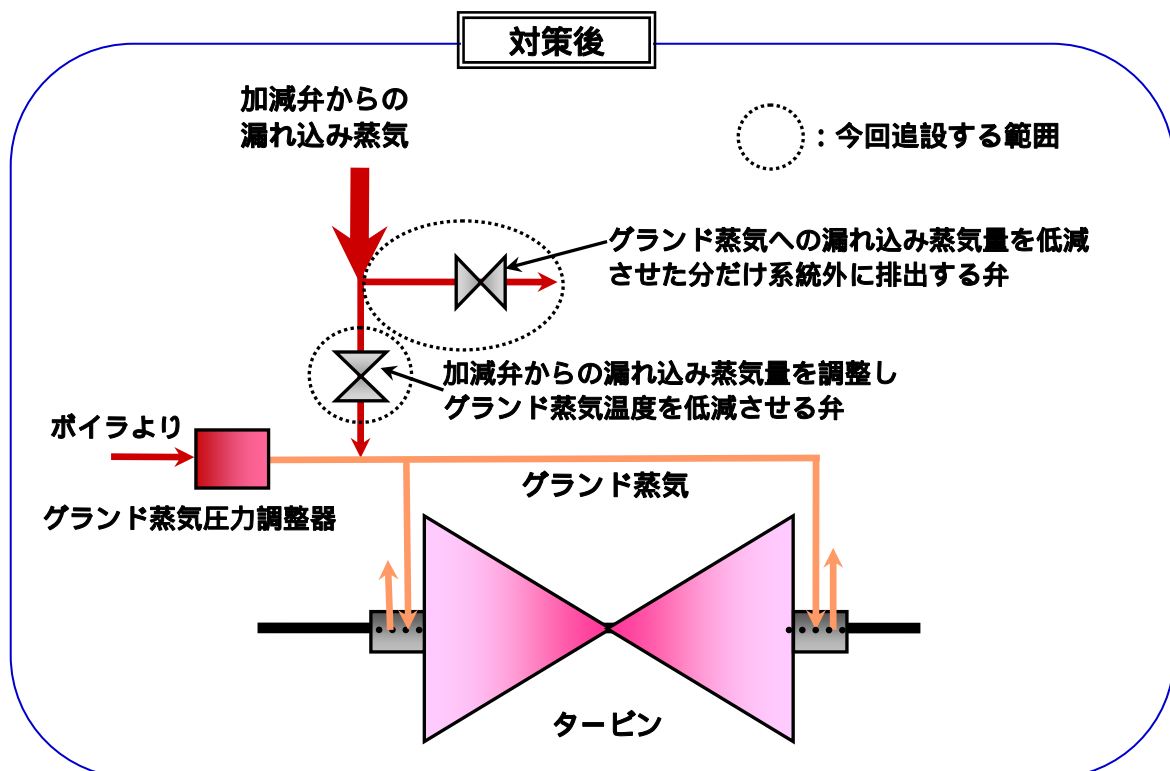 対策後
加減弁からの
漏れ込み蒸気
：今回追設する範囲
グランド蒸気への漏れ込み蒸気量を低減
させた分だけ系統外に排出する弁
加減弁からの漏れ込み蒸気量を調整し
グランド蒸気温度を低減させる弁
ボイラより
グランド蒸気
グランド蒸気圧力調整器
タービン